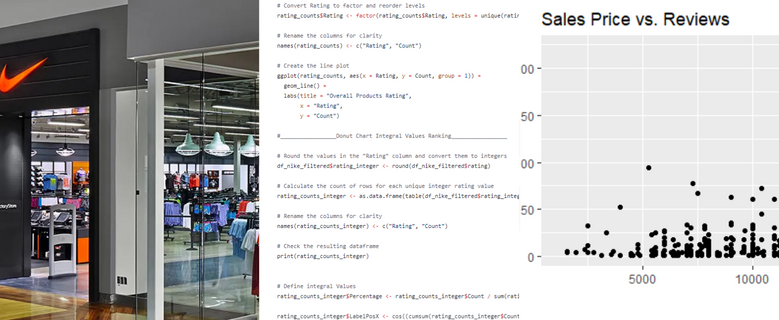 # Convert Rating to factor and reorder levels
rating_counts$Rating <- factor(rating_counts$Rating, levels = unique(ratin
# Rename the columns for clarity
names(rating_counts) <- c("Rating", "Count")
# Create the line plot
ggplot(rating_counts, aes(x = Rating, y = Count, group = 1)) +
geom_line() +
labs(title = "Overall Products Rating",
x = "Rating",
y = "Count")
#________________Donut Chart Integral Values Ranking________________
# Round the values in the "Rating" column and convert them to integers
df_nike_filtered$rating_integer <- round(df_nike_filtered$rating)
# Calculate the count of rows for each unique integer rating value
rating_counts_integer <- as.data.frame(table(df_nike_filtered$rating_integ
# Rename the columns for clarity
names(rating_counts_integer) <- c("Rating", "Count")
# Check the resulting dataframe
print(rating_counts_integer)
# Define integral Values
rating_counts_integer$Percentage <- rating_counts_integer$Count / sum(rati
rating_counts_integer$LabelPosX <- cos((cumsum(rating_counts_integer$Count
Sales Price vs. Reviews
00
50
00
50
0
5000
10000